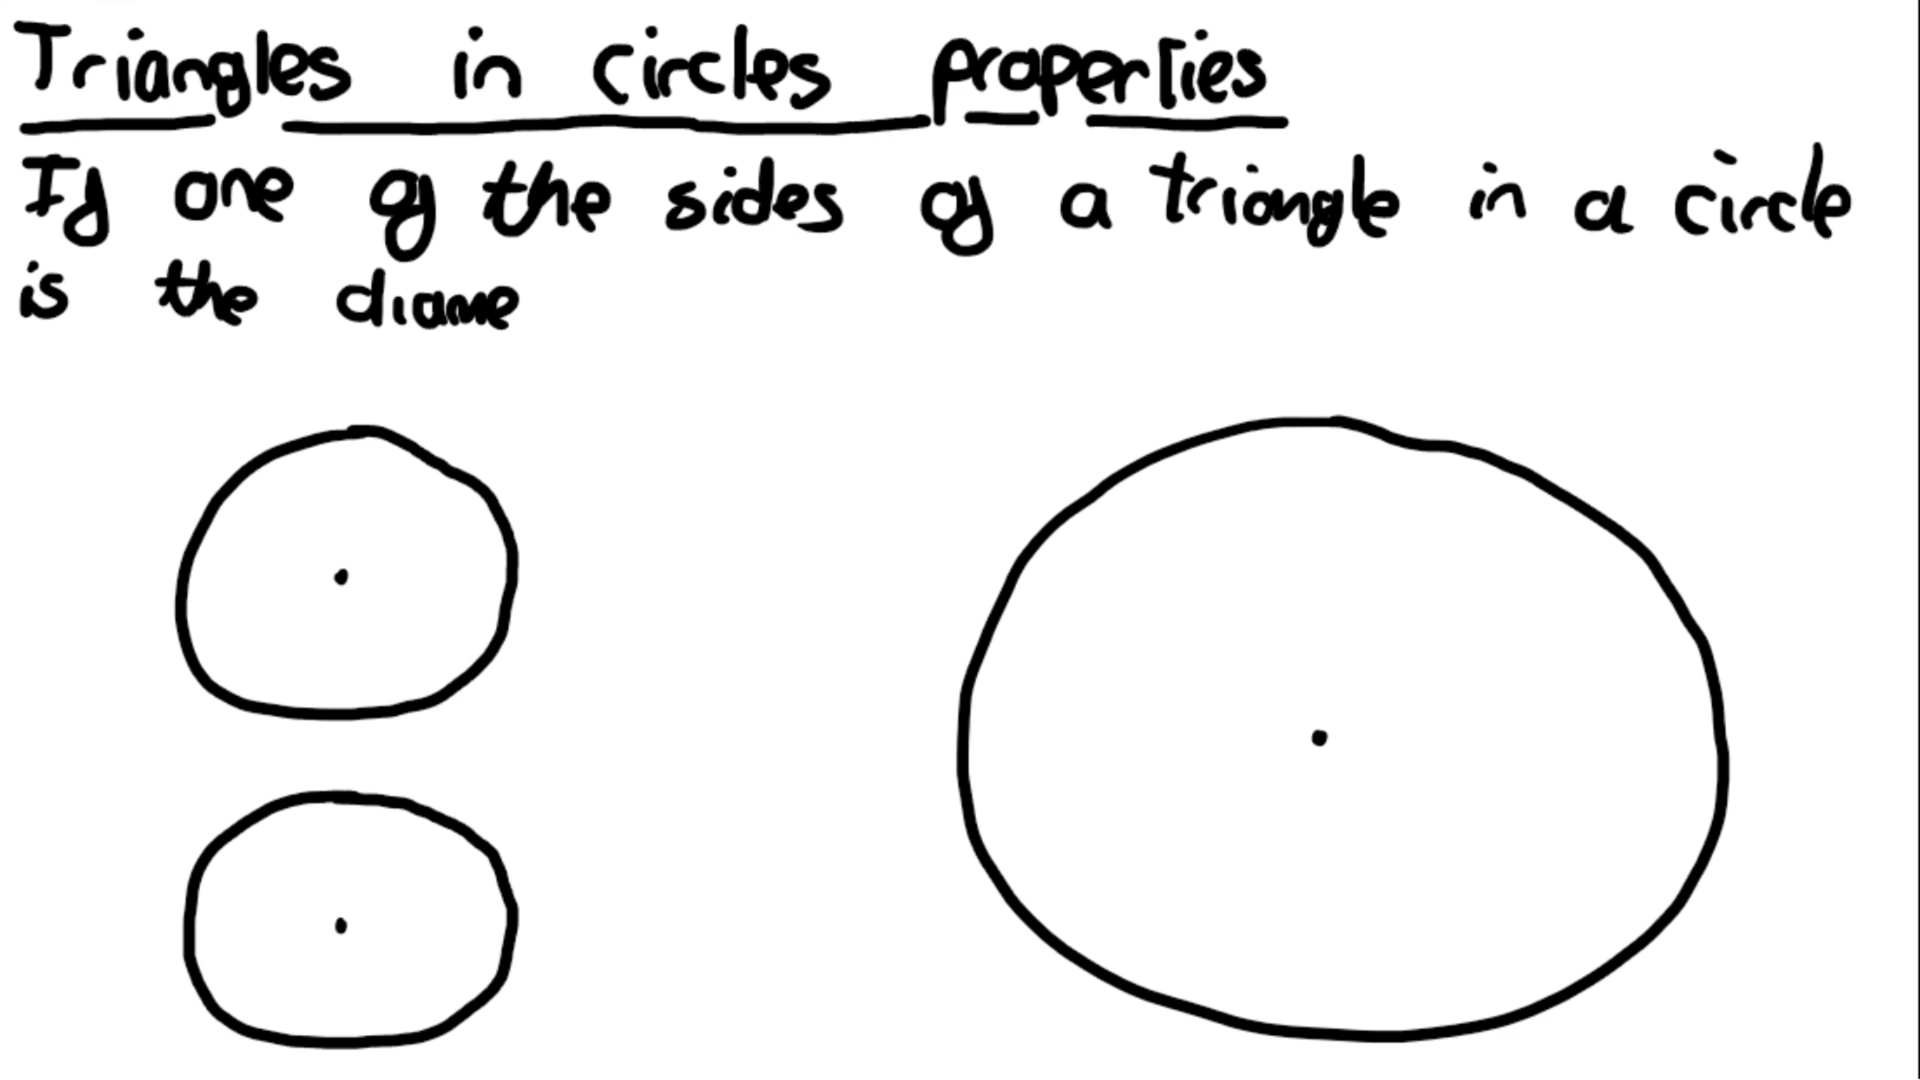 Triangles in circles properties
If one of the sides of a triangle in a circle
is the diame